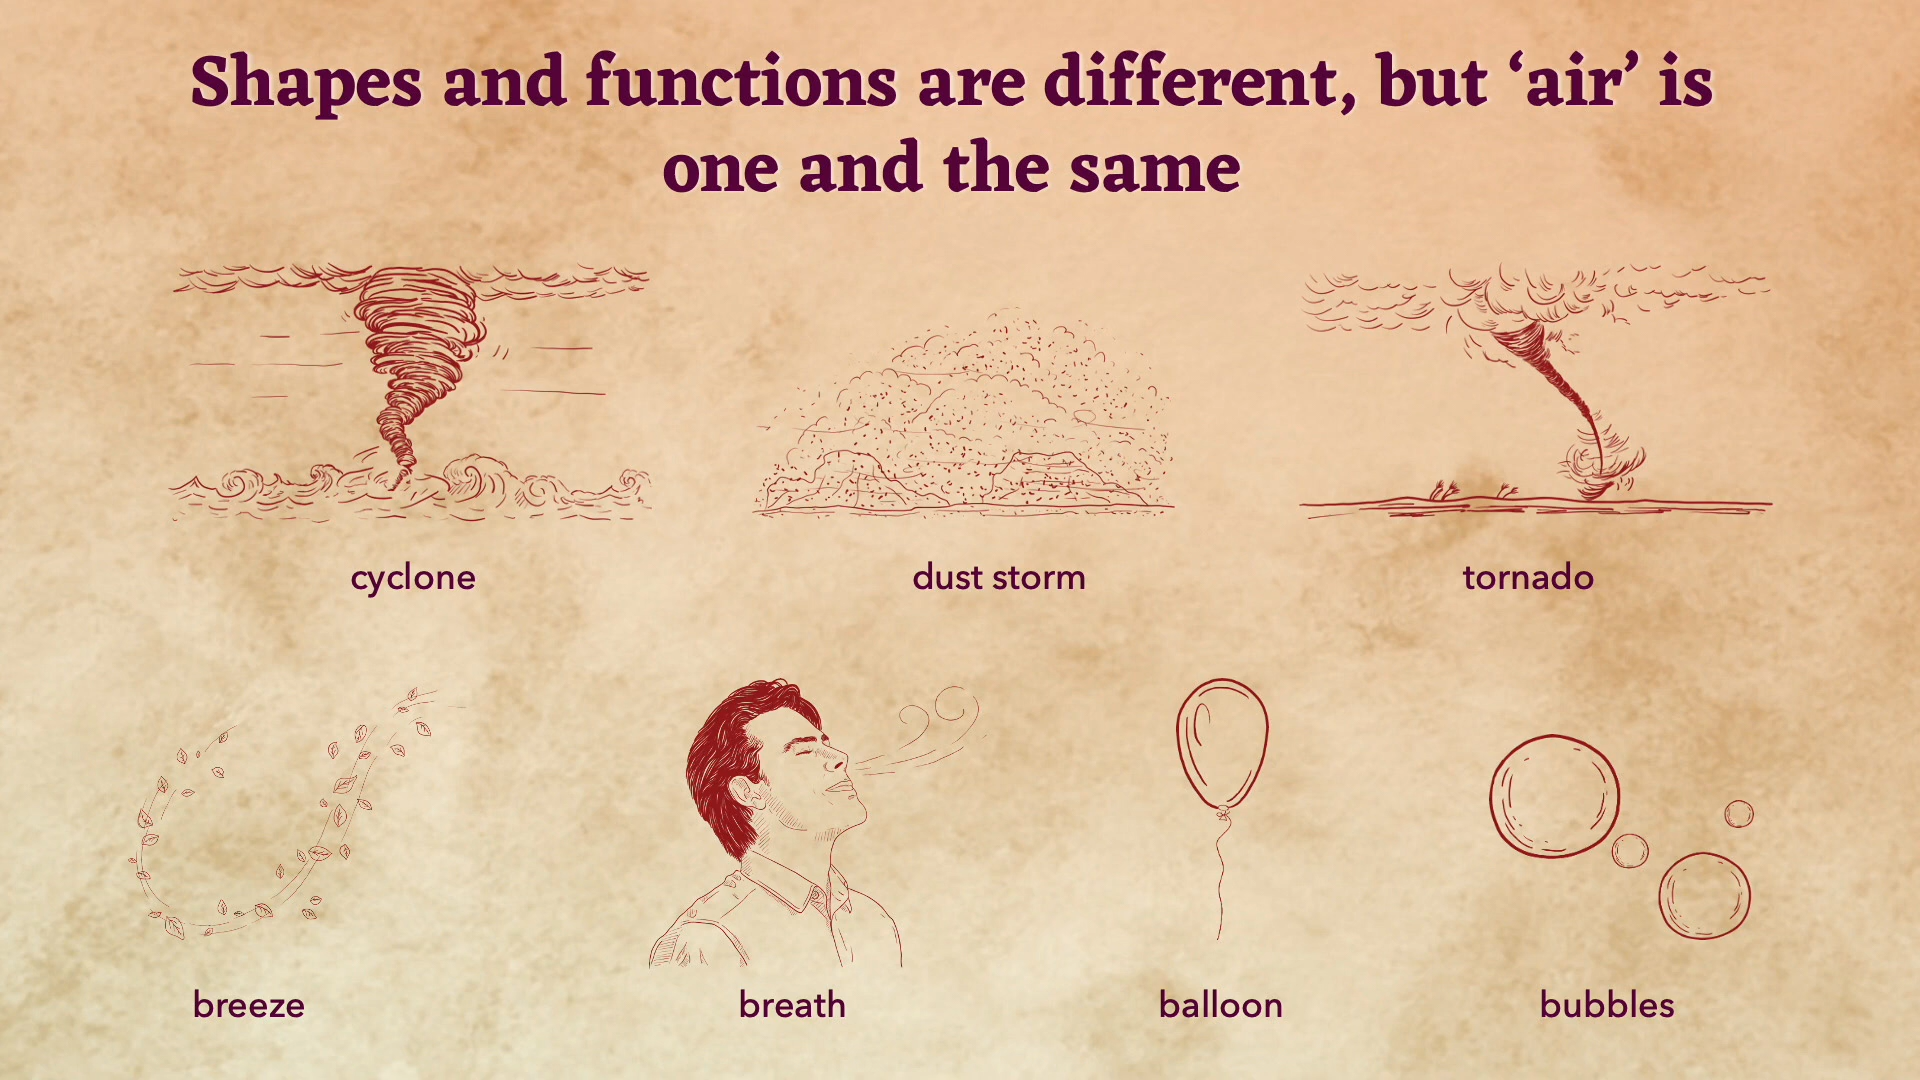 Shapes and functions are different, but ‘air’ is
one and the same
cyclone
dust storm
tornado
breeze
breath
balloon
bubbles